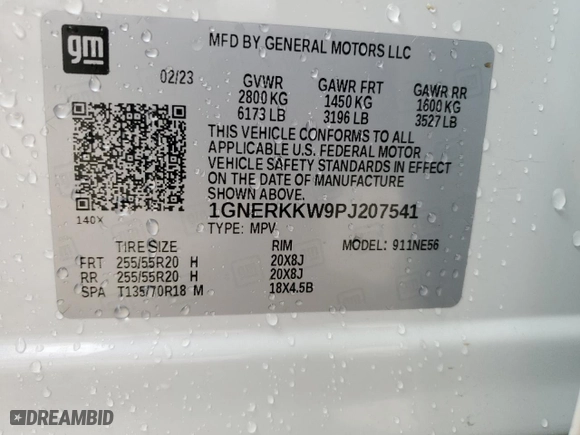 gm
MFD BY GENERAL MOTORS LLC
02/23 GVWR GAWR FRT GAWR RR
2800 KG 1450 KG 1600 KG
6173 LB 3196 LB 3527 LB
THIS VEHICLE CONFORMS TO ALL
APPLICABLE U.S. FEDERAL MOTOR
VEHICLE SAFETY STANDARDS IN EFFECT
ON THE DATE OF MANUFACTURE
SHOWN ABOVE.
140X
1GNERKKW9PJ207541
TYPE: MPV
TIRE SIZE RIM MODEL: 911NE56
FRT 255/55R20 H 20X8J
RR 255/55R20 H 20X8J
SPA T135/70R18 M 18X4.5B
DREAMBID